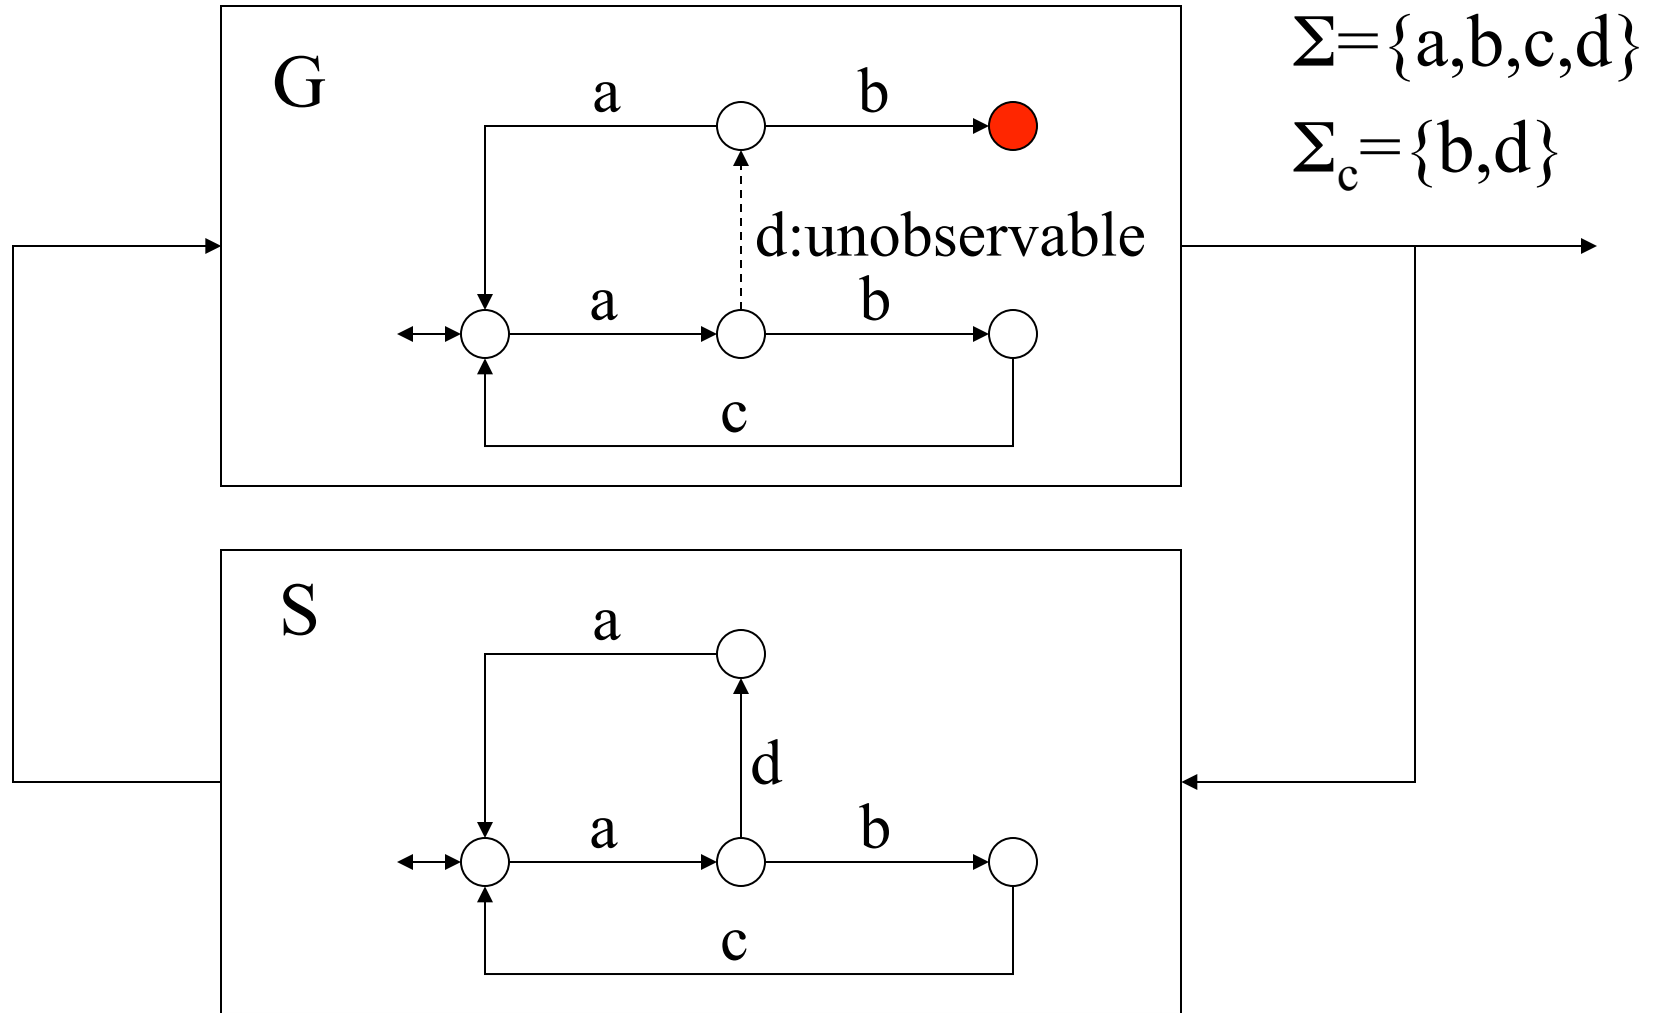 G
Σ={a,b,c,d}
a
b
Σc={b,d}
d:unobservable
a
b
c
S
a
d
a
b
c